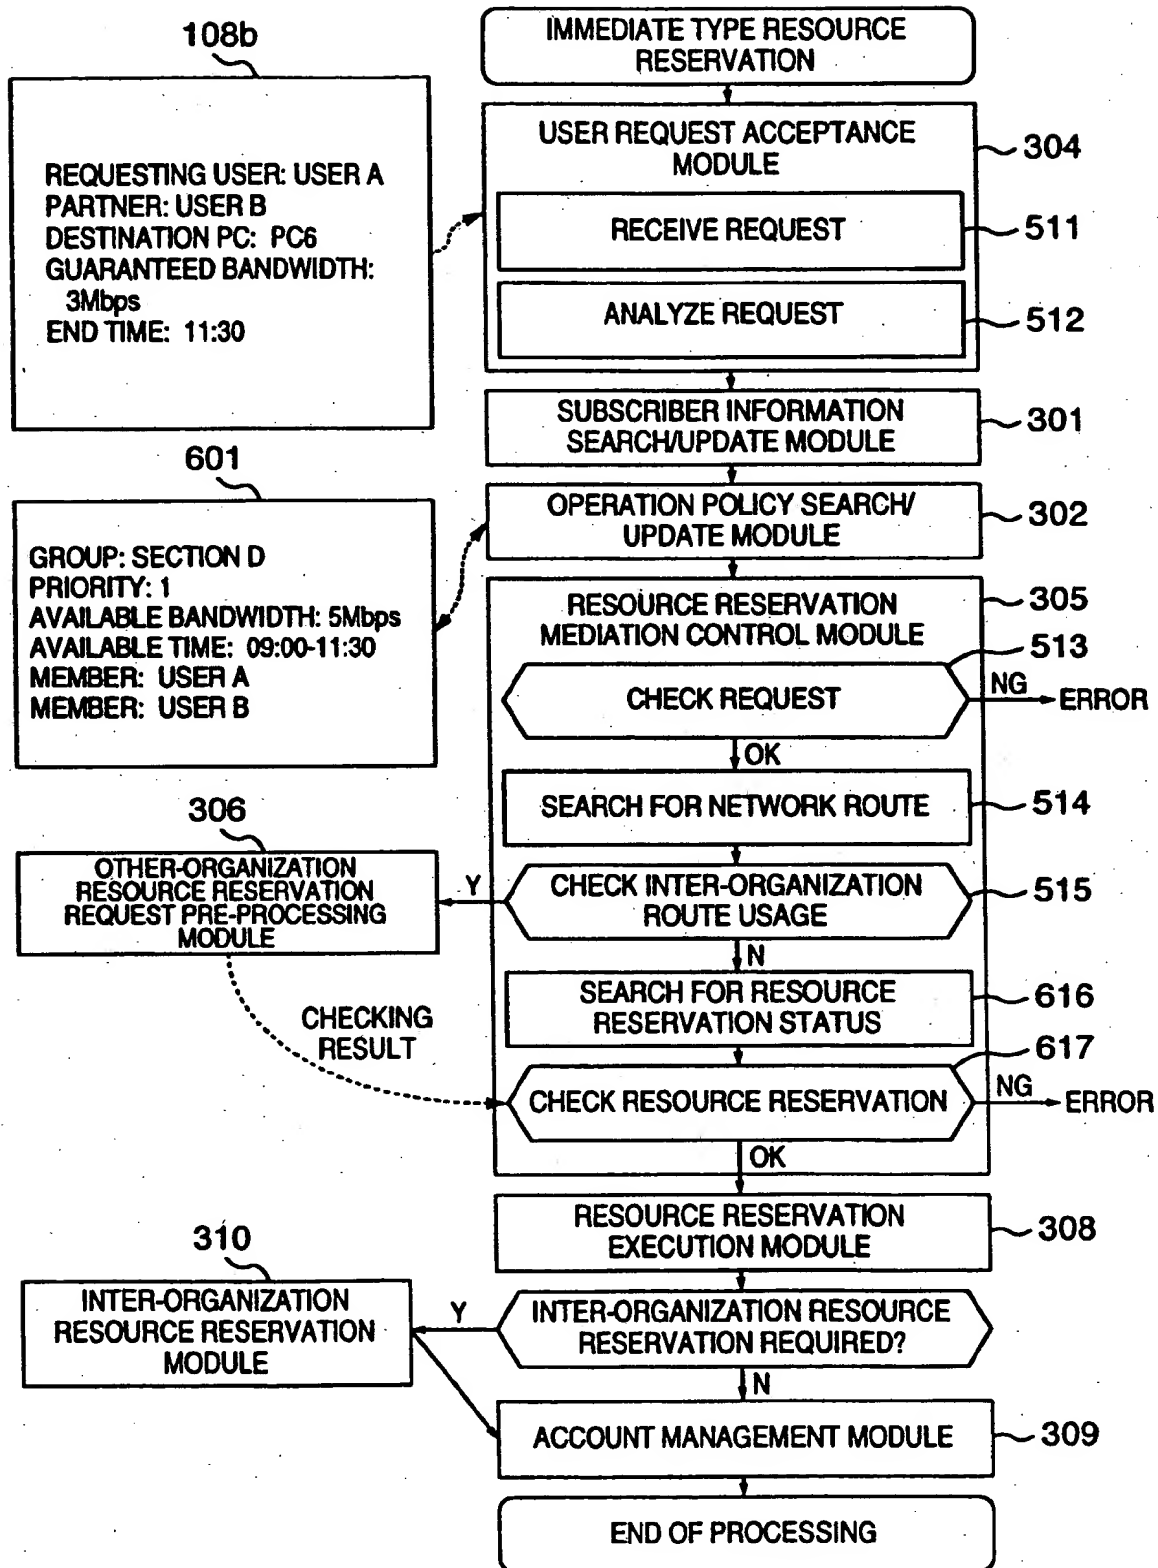 IMMEDIATE TYPE RESOURCE
RESERVATION
108b
REQUESTING USER: USER A
PARTNER: USER B
DESTINATION PC: PC6
GUARANTEED BANDWIDTH:
3Mbps
END TIME: 11:30
USER REQUEST ACCEPTANCE
MODULE
304
RECEIVE REQUEST
511
ANALYZE REQUEST
512
SUBSCRIBER INFORMATION
SEARCH/UPDATE MODULE
301
601
GROUP: SECTION D
PRIORITY: 1
AVAILABLE BANDWIDTH: 5Mbps
AVAILABLE TIME: 09:00-11:30
MEMBER: USER A
MEMBER: USER B
OPERATION POLICY SEARCH/
UPDATE MODULE
302
RESOURCE RESERVATION
MEDIATION CONTROL MODULE
305
513
CHECK REQUEST
NG
ERROR
OK
SEARCH FOR NETWORK ROUTE
514
306
OTHER-ORGANIZATION
RESOURCE RESERVATION
REQUEST PRE-PROCESSING
MODULE
Y
CHECK INTER-ORGANIZATION
ROUTE USAGE
515
N
SEARCH FOR RESOURCE
RESERVATION STATUS
616
CHECKING
RESULT
617
CHECK RESOURCE RESERVATION
NG
ERROR
OK
RESOURCE RESERVATION
EXECUTION MODULE
308
310
INTER-ORGANIZATION
RESOURCE RESERVATION
MODULE
Y
INTER-ORGANIZATION RESOURCE
RESERVATION REQUIRED?
N
ACCOUNT MANAGEMENT MODULE
309
END OF PROCESSING